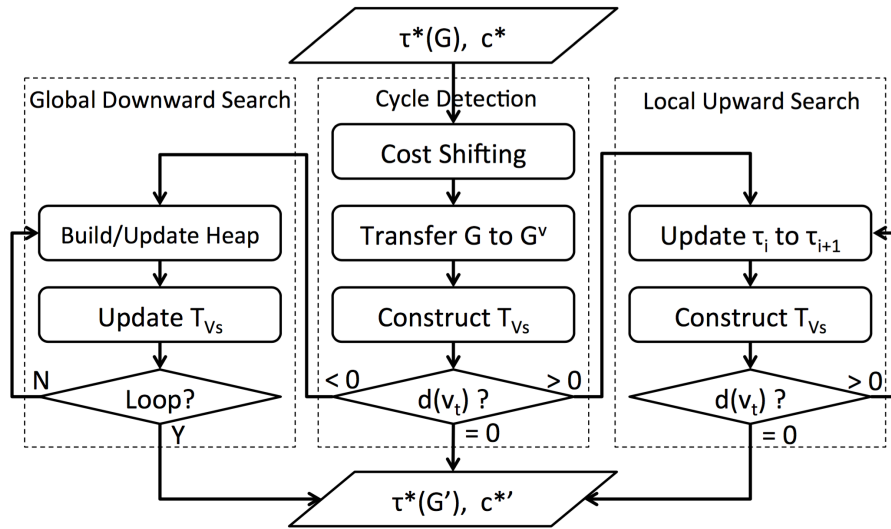 τ*(G), c*
Global Downward Search
Cycle Detection
Local Upward Search
Cost Shifting
Build/Update Heap
Transfer G to Gᵛ
Update τᵢ to τᵢ₊₁
Update T_Vs
Construct T_Vs
Construct T_Vs
N
Loop?
Y
< 0
d(vₜ) ?
> 0
= 0
d(vₜ) ?
> 0
= 0
τ*(G’), c*’